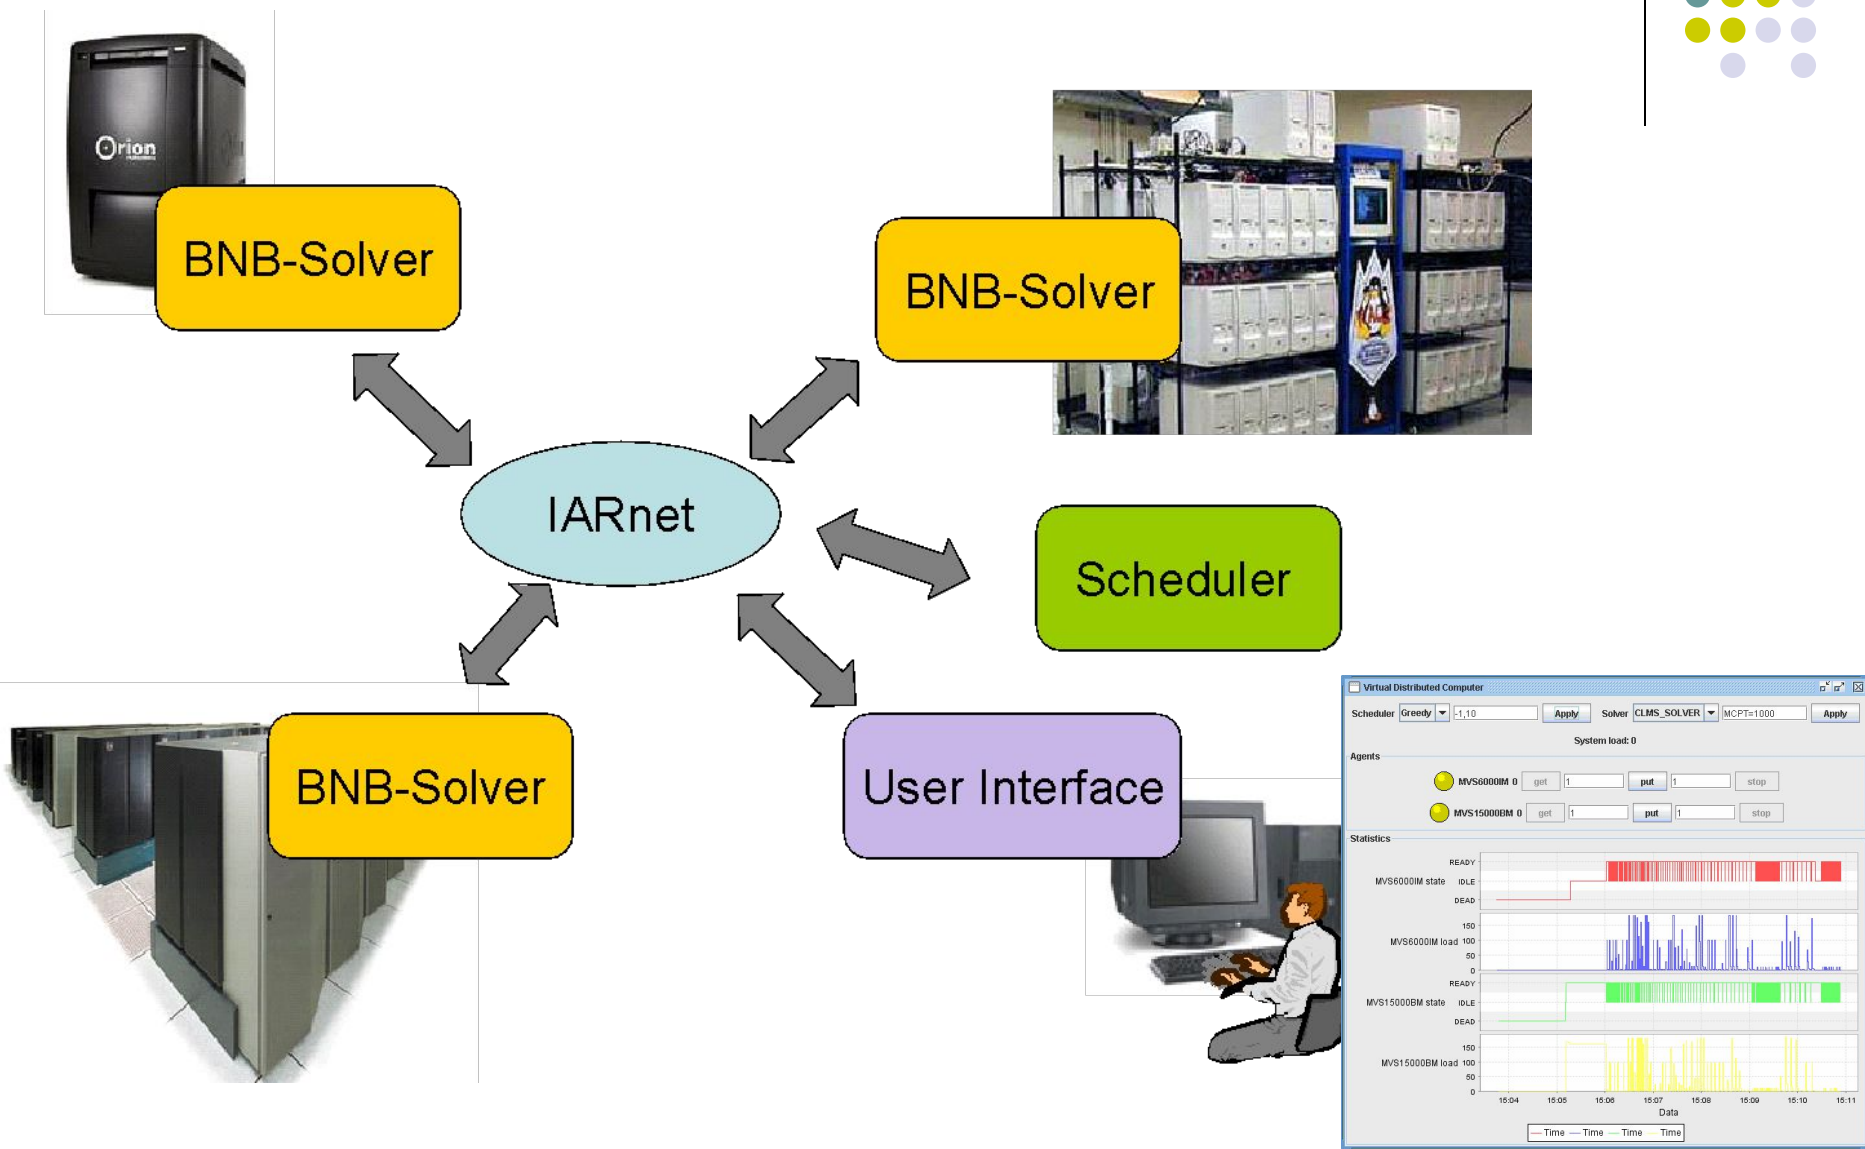 Orion
BNB-Solver
BNB-Solver
IARnet
Scheduler
BNB-Solver
User Interface
Virtual Distributed Computer
Scheduler Greedy -1,10 Apply Solver CLMS_SOLVER MCPT=1000 Apply
System load: 0
Agents
MVS6000IM 0 get 1 put 1 stop
MVS15000BM 0 get 1 put 1 stop
Statistics
READY
MVS6000IM state IDLE
DEAD
150
MVS6000IM load 100
50
0
READY
MVS15000BM state IDLE
DEAD
150
MVS15000BM load 100
50
0
15:04 15:05 15:06 15:07 15:08 15:09 15:10 15:11
Data
Time Time Time Time